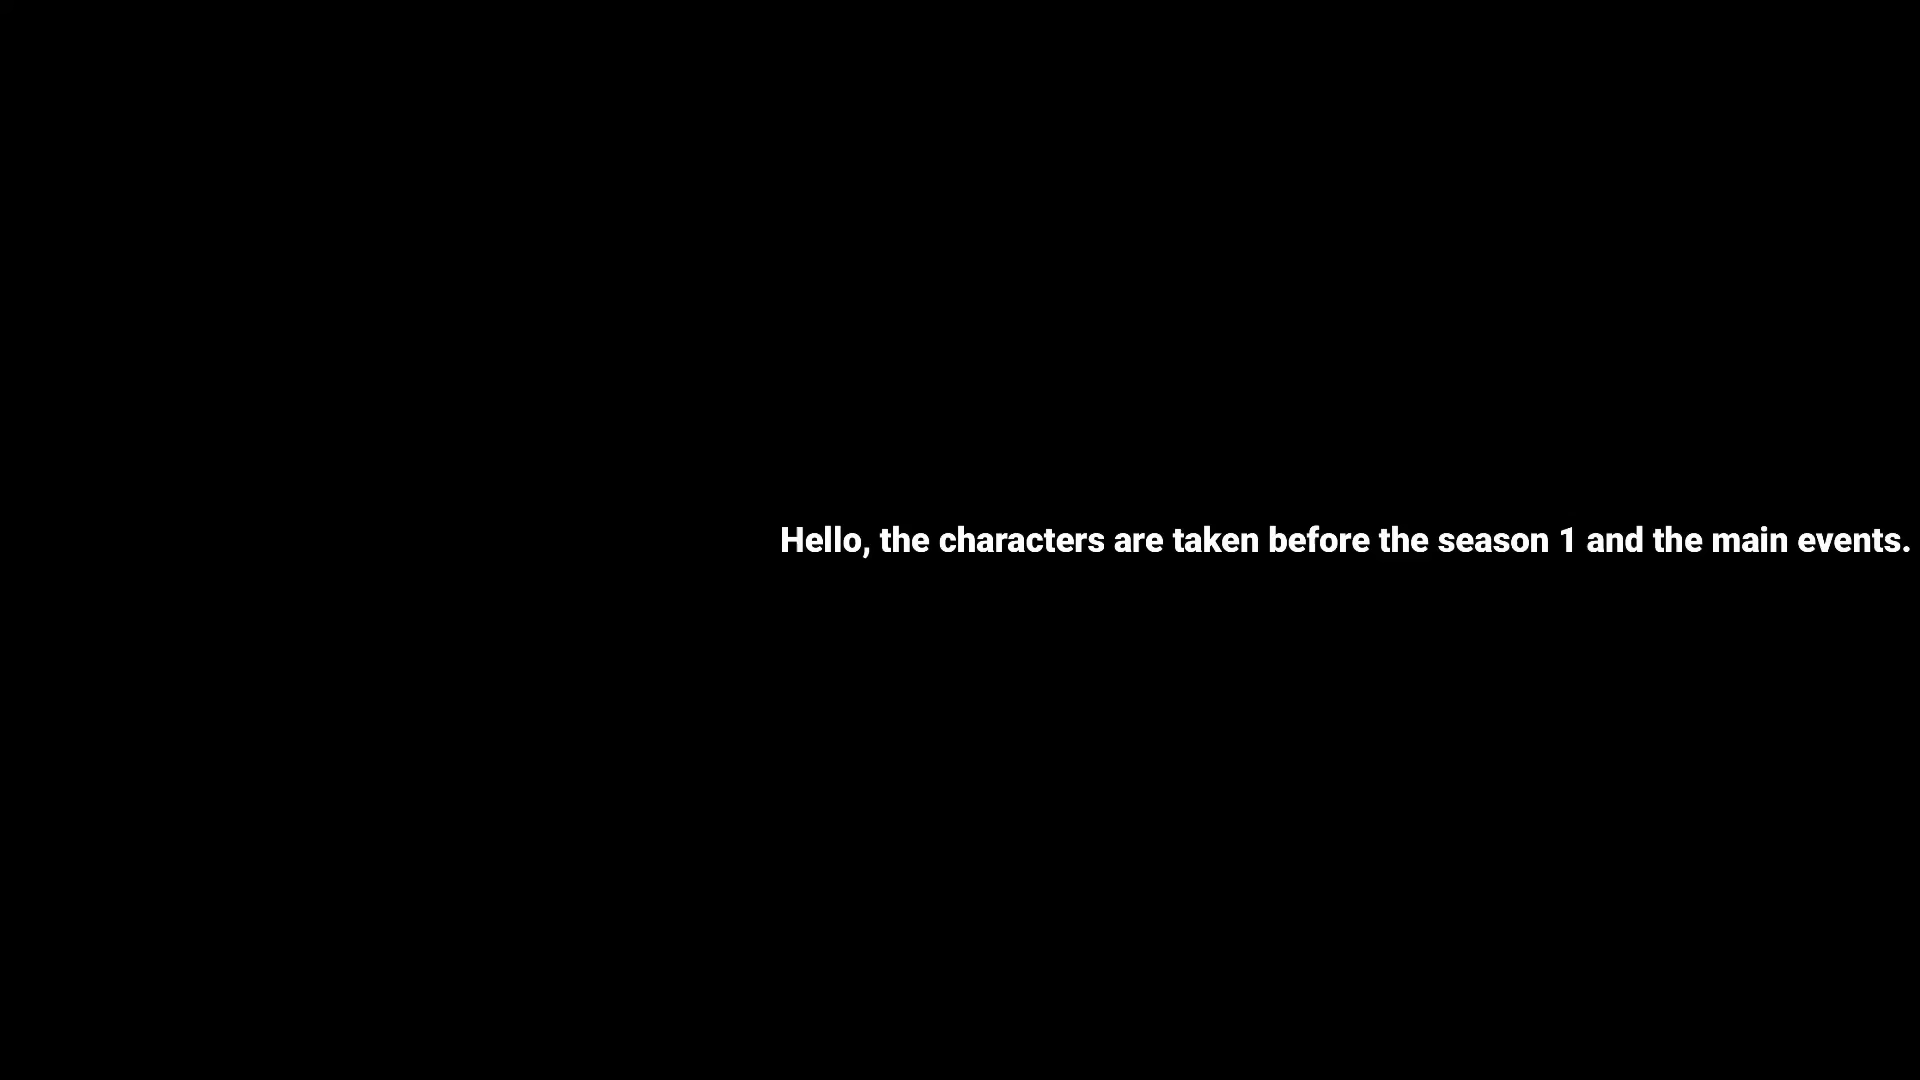 Hello, the characters are taken before the season 1 and the main events.